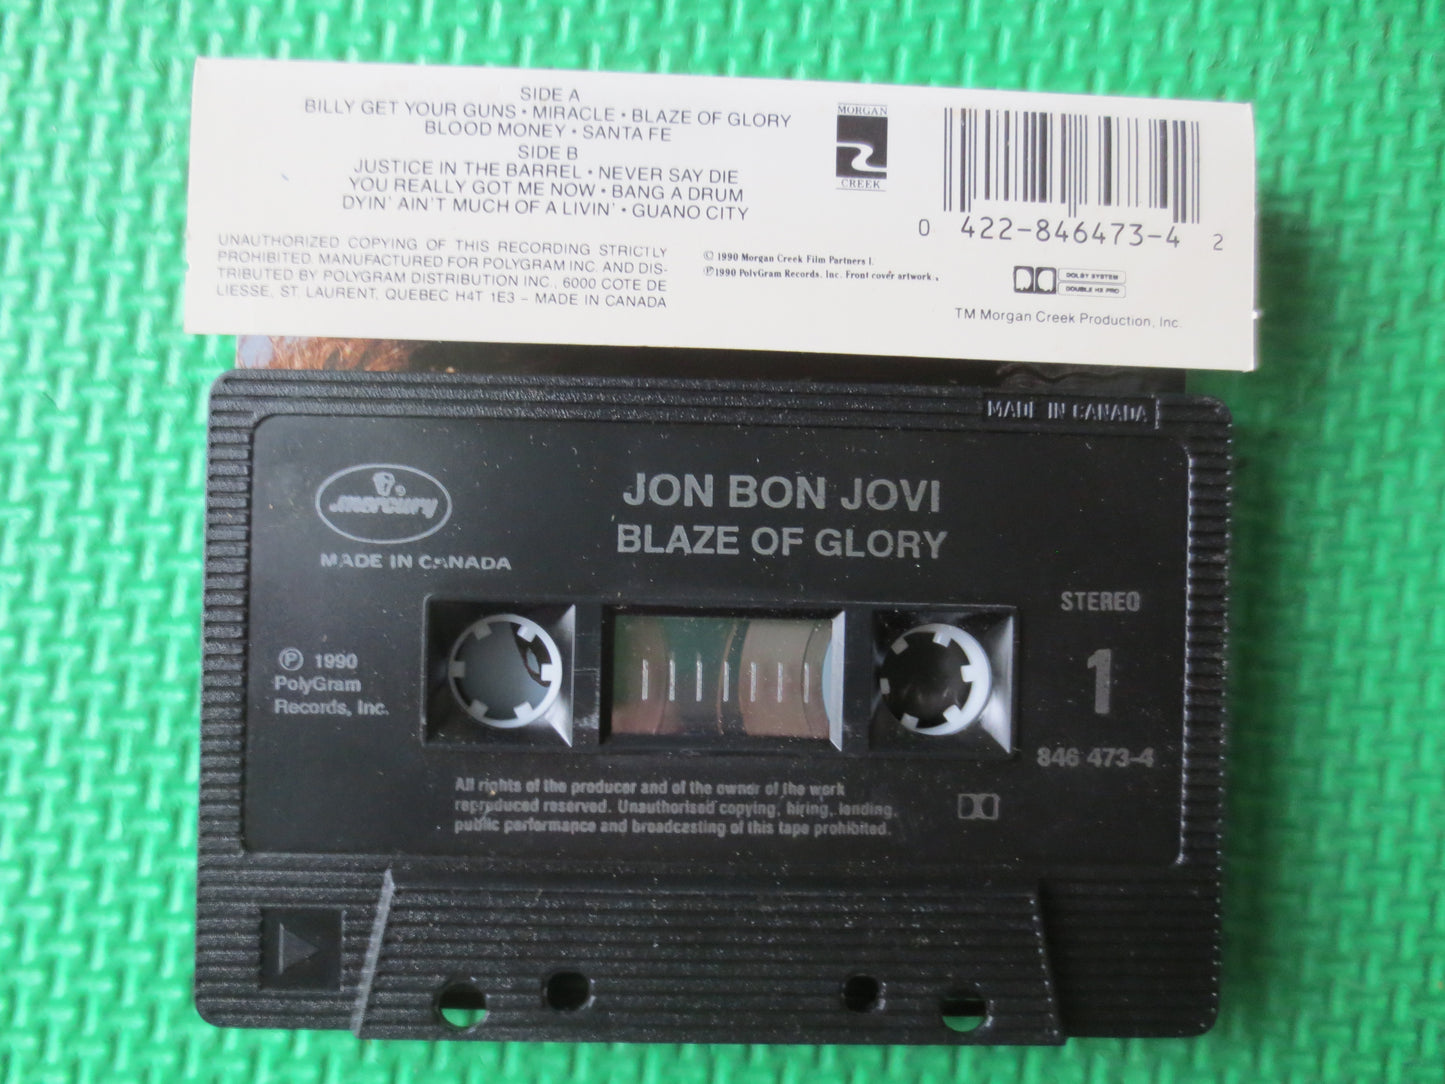 SIDE A
BILLY GET YOUR GUNS • MIRACLE • BLAZE OF GLORY
BLOOD MONEY • SANTA FE
SIDE B
JUSTICE IN THE BARREL • NEVER SAY DIE
YOU REALLY GOT ME NOW • BANG A DRUM
DYIN' AIN'T MUCH OF A LIVIN' • GUANO CITY
UNAUTHORIZED COPYING OF THIS RECORDING STRICTLY
PROHIBITED. MANUFACTURED FOR POLYGRAM INC. AND DIS-
TRIBUTED BY POLYGRAM DISTRIBUTION INC., 6000 COTE DE
LIESSE, ST. LAURENT, QUEBEC H4T 1E3 – MADE IN CANADA
MORGAN
CREEK
© 1990 Morgan Creek Film Partners I.
℗1990 PolyGram Records, Inc. Front cover artwork.
0 422-846473-4 2
DOLBY SYSTEM
DOUBLE HX PRO
TM Morgan Creek Production, Inc.
MADE IN CANADA
mercury
MADE IN CANADA
JON BON JOVI
BLAZE OF GLORY
℗ 1990
PolyGram
Records, Inc.
STEREO
1
846 473-4
All rights of the producer and of the owner of the work
reproduced reserved. Unauthorised copying, hiring, lending,
public performance and broadcasting of this tape prohibited.